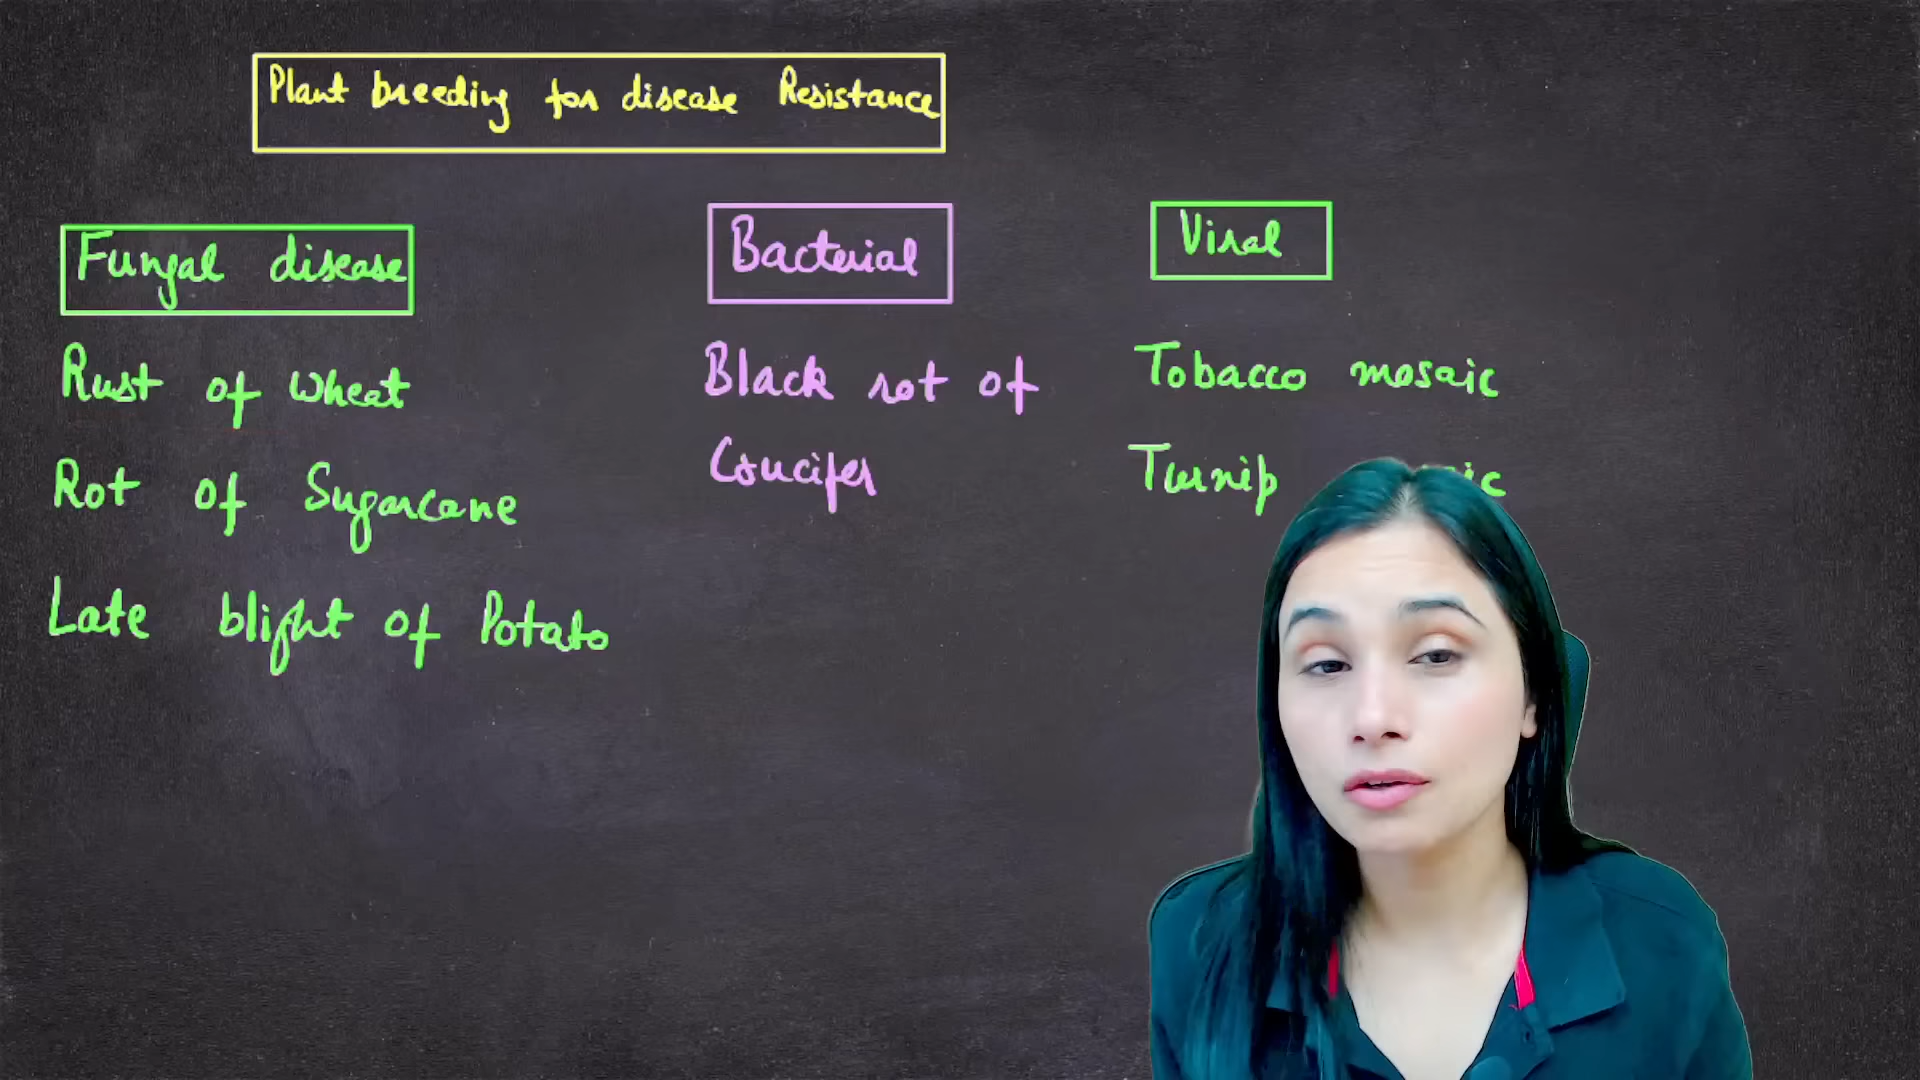 Plant breeding for disease Resistance
Fungal disease
Rust of wheat
Rot of Sugarcane
Late blight of Potato
Bacterial
Black rot of
Crucifer
Viral
Tobacco mosaic
Turnip